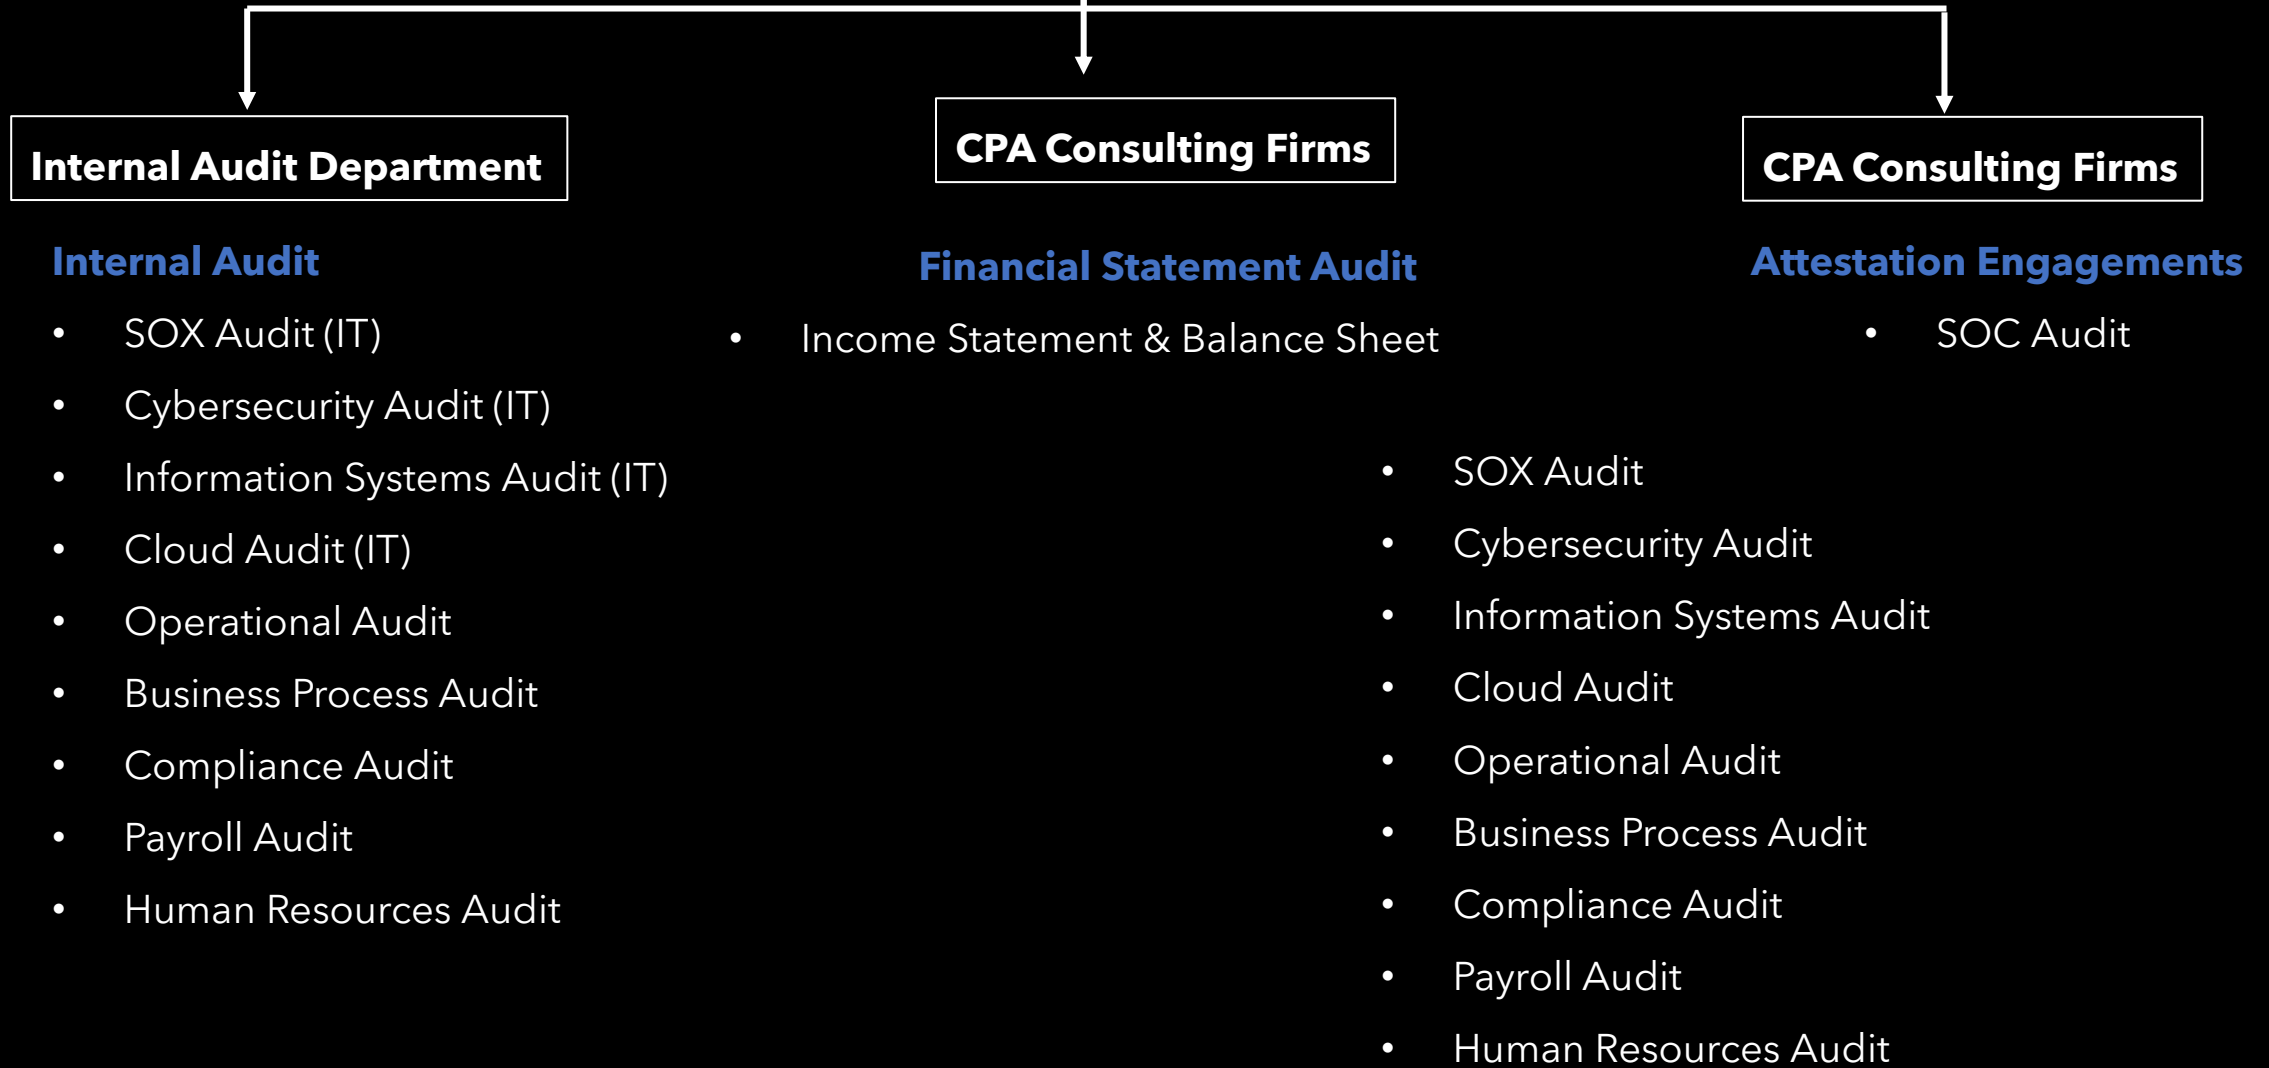 Internal Audit Department
Internal Audit
• SOX Audit (IT)
• Cybersecurity Audit (IT)
• Information Systems Audit (IT)
• Cloud Audit (IT)
• Operational Audit
• Business Process Audit
• Compliance Audit
• Payroll Audit
• Human Resources Audit
CPA Consulting Firms
Financial Statement Audit
• Income Statement & Balance Sheet
CPA Consulting Firms
Attestation Engagements
• SOC Audit
• SOX Audit
• Cybersecurity Audit
• Information Systems Audit
• Cloud Audit
• Operational Audit
• Business Process Audit
• Compliance Audit
• Payroll Audit
• Human Resources Audit